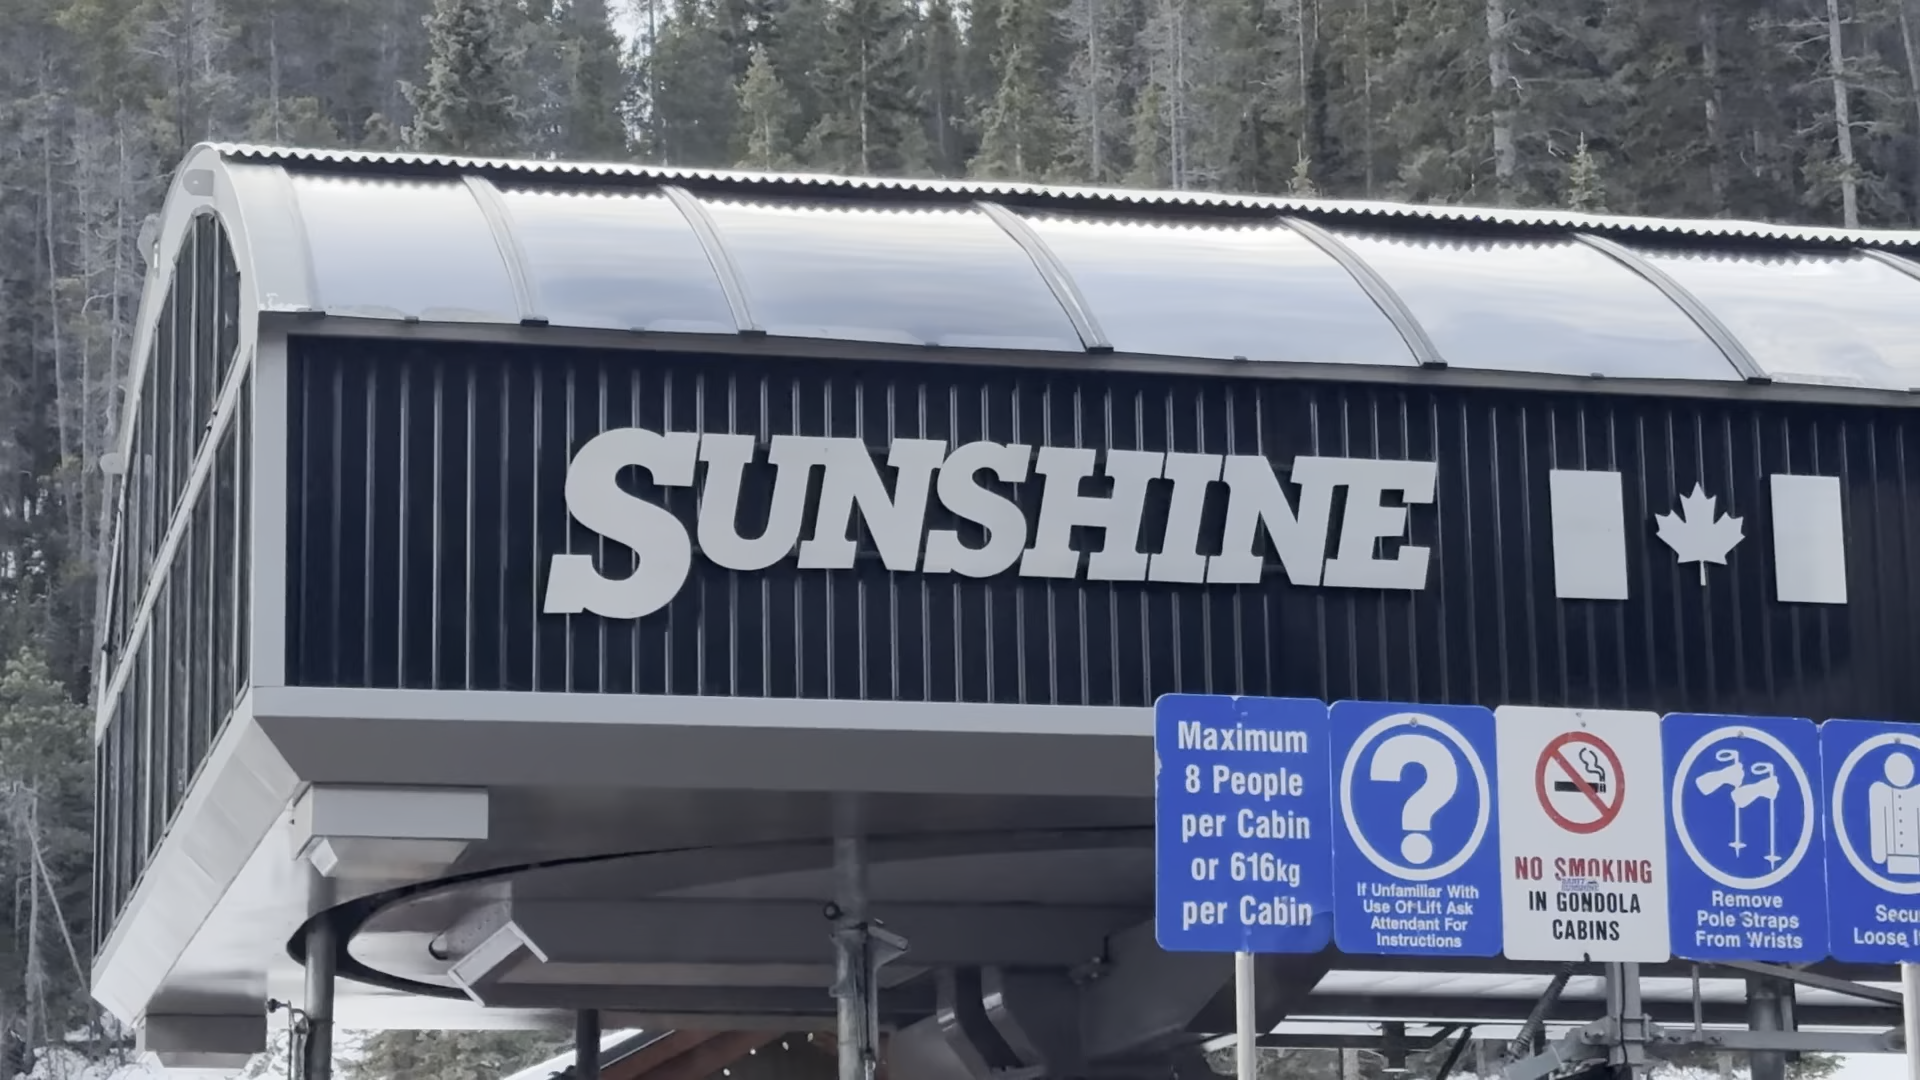 SUNSHINE
Maximum
8 People
per Cabin
or 616kg
per Cabin
If Unfamiliar With
Use Of Lift Ask
Attendant For
Instructions
NO SMOKING
IN GONDOLA
CABINS
Remove
Pole Straps
From Wrists
Loose